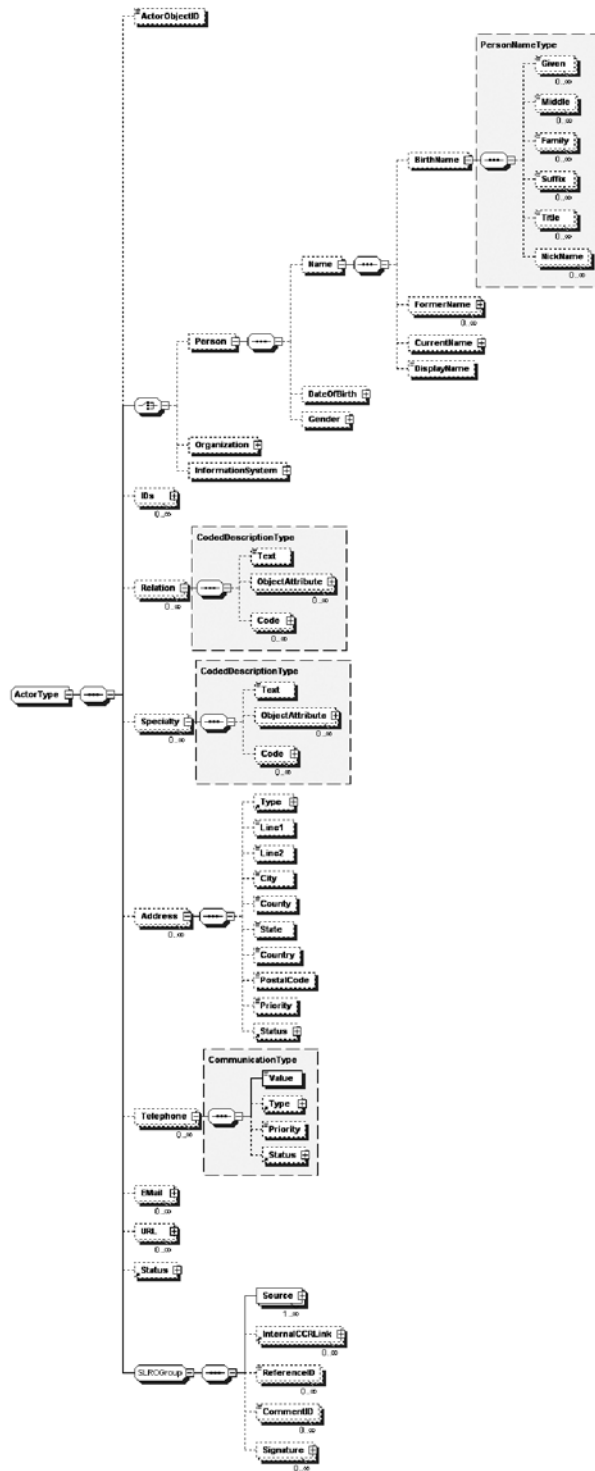 ActorObjectID
PersonNameType
Given
0..∞
Middle
0..∞
Family
0..∞
BirthName
Suffix
0..∞
Title
0..∞
NickName
0..∞
Name
FormerName
0..∞
CurrentName
DisplayName
Person
DateOfBirth
Gender
Organization
InformationSystem
IDs
0..∞
CodedDescriptionType
Text
ObjectAttribute
0..∞
Relation
0..∞
Code
0..∞
CodedDescriptionType
Text
ActorType
ObjectAttribute
0..∞
Specialty
0..∞
Code
0..∞
Type
Line1
Line2
City
County
Address
0..∞
State
Country
PostalCode
Priority
Status
CommunicationType
Value
Type
Telephone
0..∞
Priority
Status
EMail
0..∞
URL
0..∞
Status
Source
1..∞
InternalCCRLink
0..∞
SLRCGroup
ReferenceID
0..∞
CommentID
0..∞
Signature
0..∞